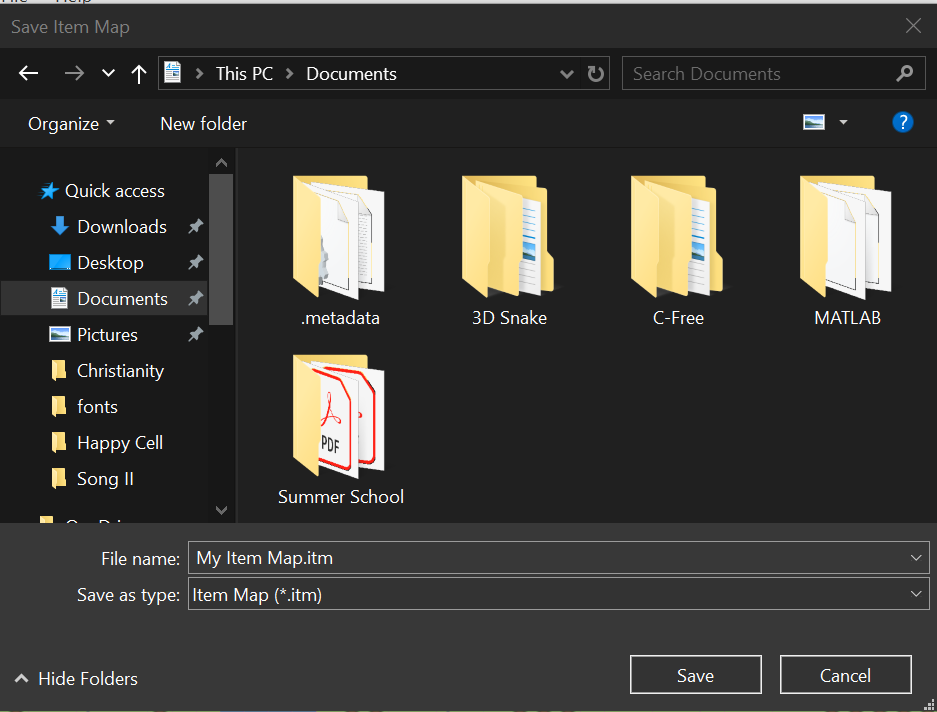 Save Item Map
This PC > Documents
Search Documents
Organize
New folder
?
Quick access
Downloads
Desktop
Documents
Pictures
Christianity
fonts
Happy Cell
Song II
.metadata
3D Snake
C-Free
MATLAB
PDF
Summer School
File name: My Item Map.itm
Save as type: Item Map (*.itm)
Hide Folders
Save
Cancel